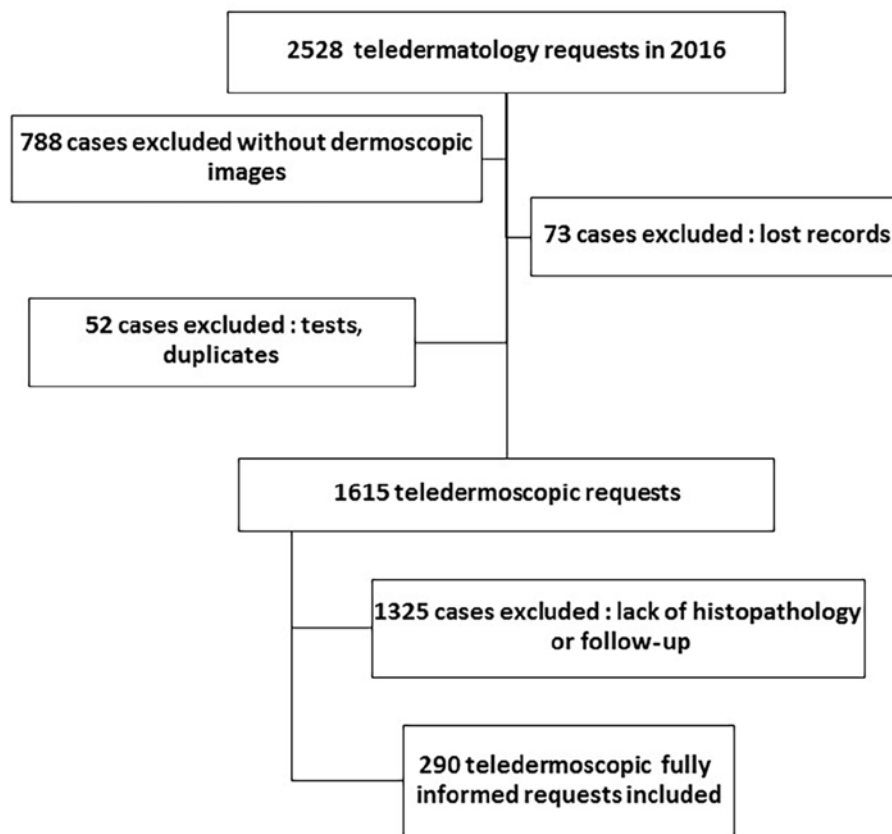 2528 teledermatology requests in 2016
788 cases excluded without dermoscopic
images
73 cases excluded : lost records
52 cases excluded : tests,
duplicates
1615 teledermoscopic requests
1325 cases excluded : lack of histopathology
or follow-up
290 teledermoscopic fully
informed requests included